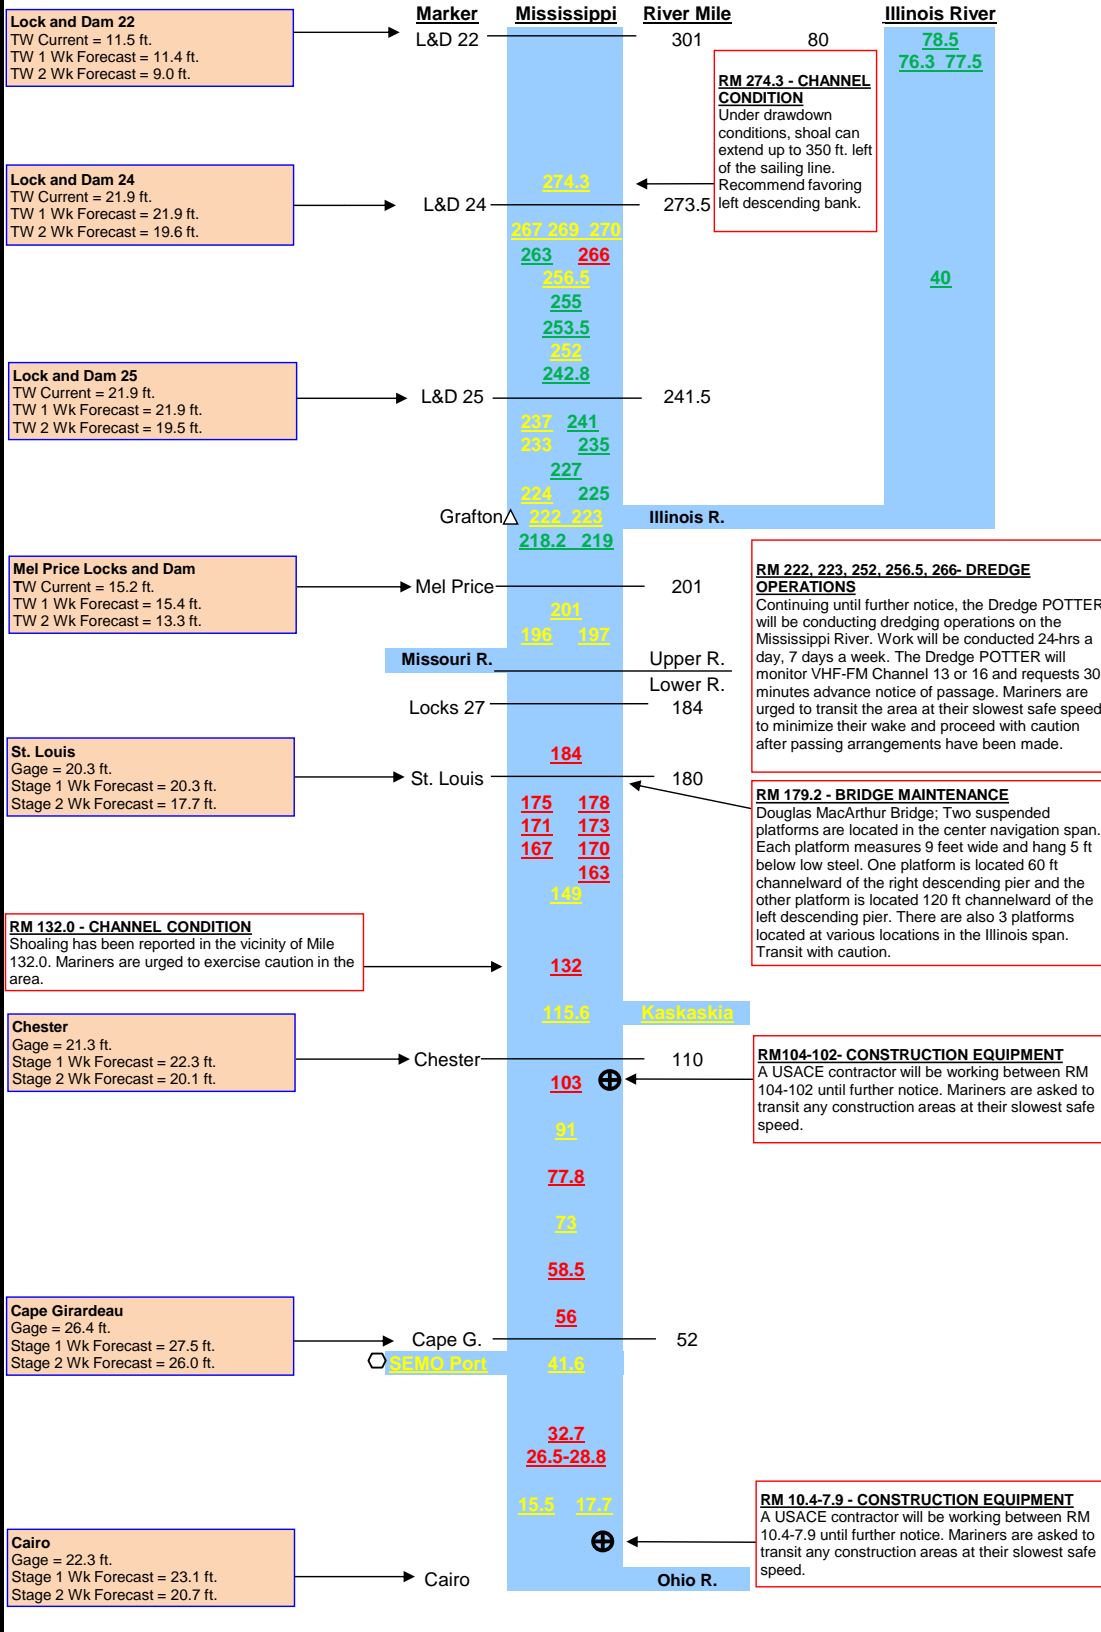 Marker Mississippi River Mile Illinois River
Lock and Dam 22
TW Current = 11.5 ft.
TW 1 Wk Forecast = 11.4 ft.
TW 2 Wk Forecast = 9.0 ft.
L&D 22 301 80 78.5
76.3 77.5
RM 274.3 - CHANNEL
CONDITION
Under drawdown
conditions, shoal can
extend up to 350 ft. left
of the sailing line.
Recommend favoring
left descending bank.
Lock and Dam 24
TW Current = 21.9 ft.
TW 1 Wk Forecast = 21.9 ft.
TW 2 Wk Forecast = 19.6 ft.
274.3
L&D 24 273.5
267 269 270
263 266
256.5 40
255
253.5
252
242.8
Lock and Dam 25
TW Current = 21.9 ft.
TW 1 Wk Forecast = 21.9 ft.
TW 2 Wk Forecast = 19.5 ft.
L&D 25 241.5
237 241
233 235
227
224 225
Grafton 222 223 Illinois R.
218.2 219
Mel Price Locks and Dam
TW Current = 15.2 ft.
TW 1 Wk Forecast = 15.4 ft.
TW 2 Wk Forecast = 13.3 ft.
Mel Price 201
201
196 197
RM 222, 223, 252, 256.5, 266- DREDGE
OPERATIONS
Continuing until further notice, the Dredge POTTER
will be conducting dredging operations on the
Mississippi River. Work will be conducted 24-hrs a
day, 7 days a week. The Dredge POTTER will
monitor VHF-FM Channel 13 or 16 and requests 30
minutes advance notice of passage. Mariners are
urged to transit the area at their slowest safe speed
to minimize their wake and proceed with caution
after passing arrangements have been made.
Missouri R. Upper R.
Lower R.
Locks 27 184
184
St. Louis
Gage = 20.3 ft.
Stage 1 Wk Forecast = 20.3 ft.
Stage 2 Wk Forecast = 17.7 ft.
St. Louis 180
175 178
171 173
167 170
163
149
RM 179.2 - BRIDGE MAINTENANCE
Douglas MacArthur Bridge; Two suspended
platforms are located in the center navigation span.
Each platform measures 9 feet wide and hang 5 ft
below low steel. One platform is located 60 ft
channelward of the right descending pier and the
other platform is located 120 ft channelward of the
left descending pier. There are also 3 platforms
located at various locations in the Illinois span.
Transit with caution.
RM 132.0 - CHANNEL CONDITION
Shoaling has been reported in the vicinity of Mile
132.0. Mariners are urged to exercise caution in the
area.
132
115.6 Kaskaskia
Chester
Gage = 21.3 ft.
Stage 1 Wk Forecast = 22.3 ft.
Stage 2 Wk Forecast = 20.1 ft.
Chester 110
103
RM104-102- CONSTRUCTION EQUIPMENT
A USACE contractor will be working between RM
104-102 until further notice. Mariners are asked to
transit any construction areas at their slowest safe
speed.
91
77.8
73
58.5
56
Cape Girardeau
Gage = 26.4 ft.
Stage 1 Wk Forecast = 27.5 ft.
Stage 2 Wk Forecast = 26.0 ft.
Cape G. 52
SEMO Port 41.6
32.7
26.5-28.8
15.5 17.7
RM 10.4-7.9 - CONSTRUCTION EQUIPMENT
A USACE contractor will be working between RM
10.4-7.9 until further notice. Mariners are asked to
transit any construction areas at their slowest safe
speed.
Cairo
Gage = 22.3 ft.
Stage 1 Wk Forecast = 23.1 ft.
Stage 2 Wk Forecast = 20.7 ft.
Cairo Ohio R.